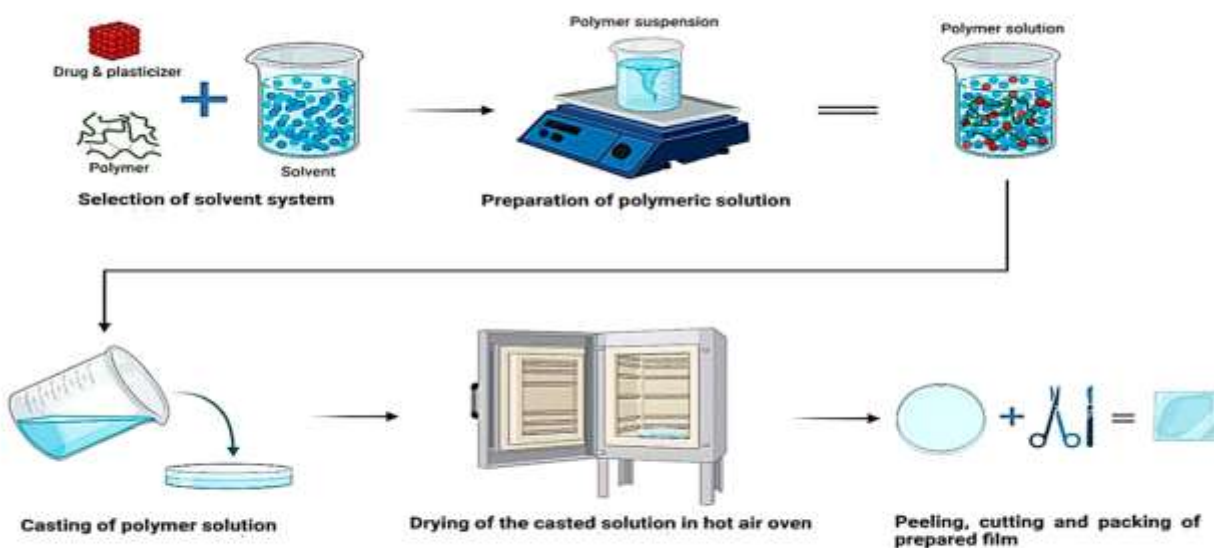 Drug & plasticizer
Polymer
Solvent
Selection of solvent system
Polymer suspension
Preparation of polymeric solution
Polymer solution
Casting of polymer solution
Drying of the casted solution in hot air oven
Peeling, cutting and packing of
prepared film